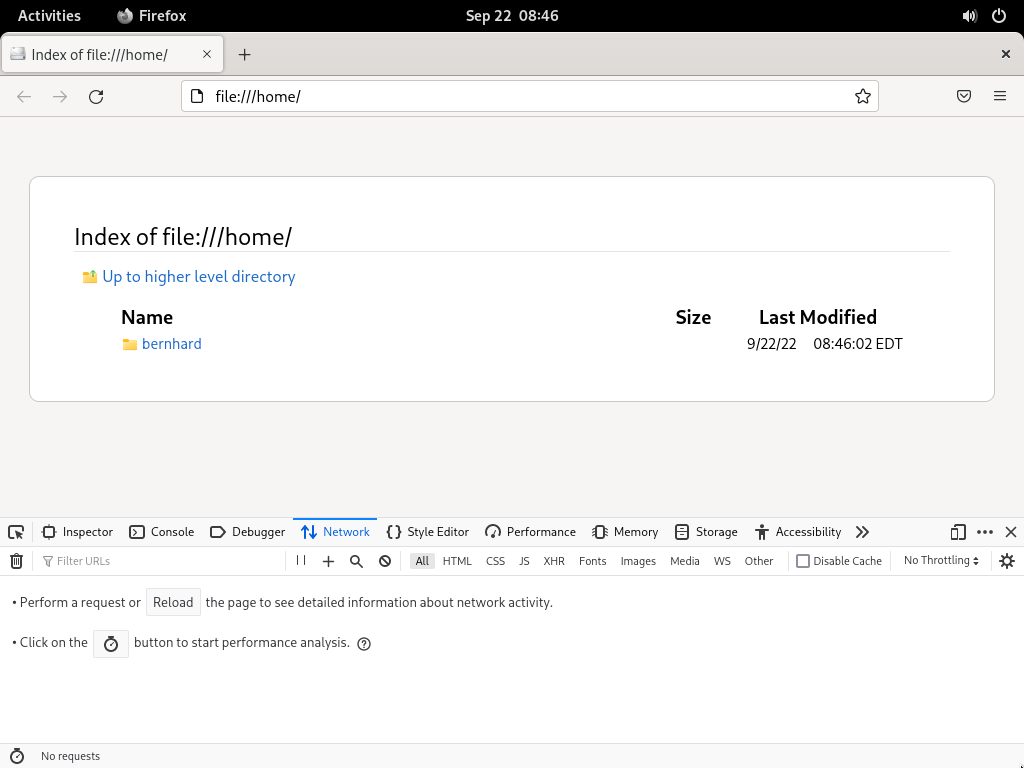 Activities Firefox Sep 22 08:46
Index of file:///home/
file:///home/
Index of file:///home/
Up to higher level directory
Name Size Last Modified
bernhard 9/22/22 08:46:02 EDT
Inspector Console Debugger Network Style Editor Performance Memory Storage Accessibility
Filter URLs All HTML CSS JS XHR Fonts Images Media WS Other Disable Cache No Throttling
• Perform a request or Reload the page to see detailed information about network activity.
• Click on the button to start performance analysis.
No requests